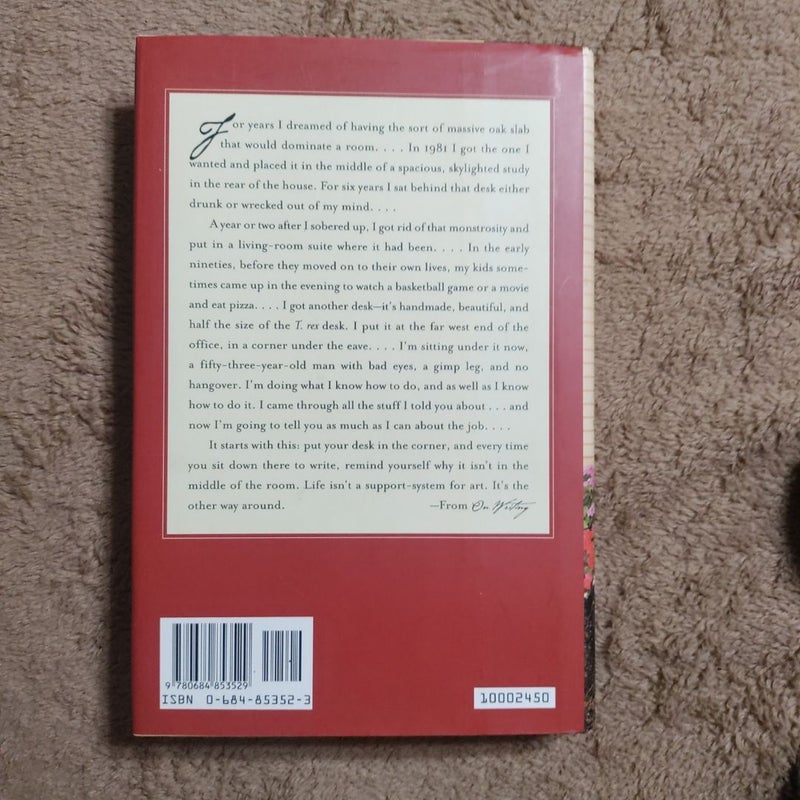 For years I dreamed of having the sort of massive oak slab
that would dominate a room. . . . In 1981 I got the one I
wanted and placed it in the middle of a spacious, skylighted study
in the rear of the house. For six years I sat behind that desk either
drunk or wrecked out of my mind. . . .
A year or two after I sobered up, I got rid of that monstrosity and
put in a living-room suite where it had been. . . . In the early
nineties, before they moved on to their own lives, my kids some-
times came up in the evening to watch a basketball game or a movie
and eat pizza. . . . I got another desk—it's handmade, beautiful, and
half the size of the T. rex desk. I put it at the far west end of the
office, in a corner under the eave. . . . I'm sitting under it now,
a fifty-three-year-old man with bad eyes, a gimp leg, and no
hangover. I'm doing what I know how to do, and as well as I know
how to do it. I came through all the stuff I told you about . . . and
now I'm going to tell you as much as I can about the job. . . .
It starts with this: put your desk in the corner, and every time
you sit down there to write, remind yourself why it isn't in the
middle of the room. Life isn't a support-system for art. It's the
other way around. —From On Writing
9 780684 853529
ISBN 0-684-85352-3
10002450